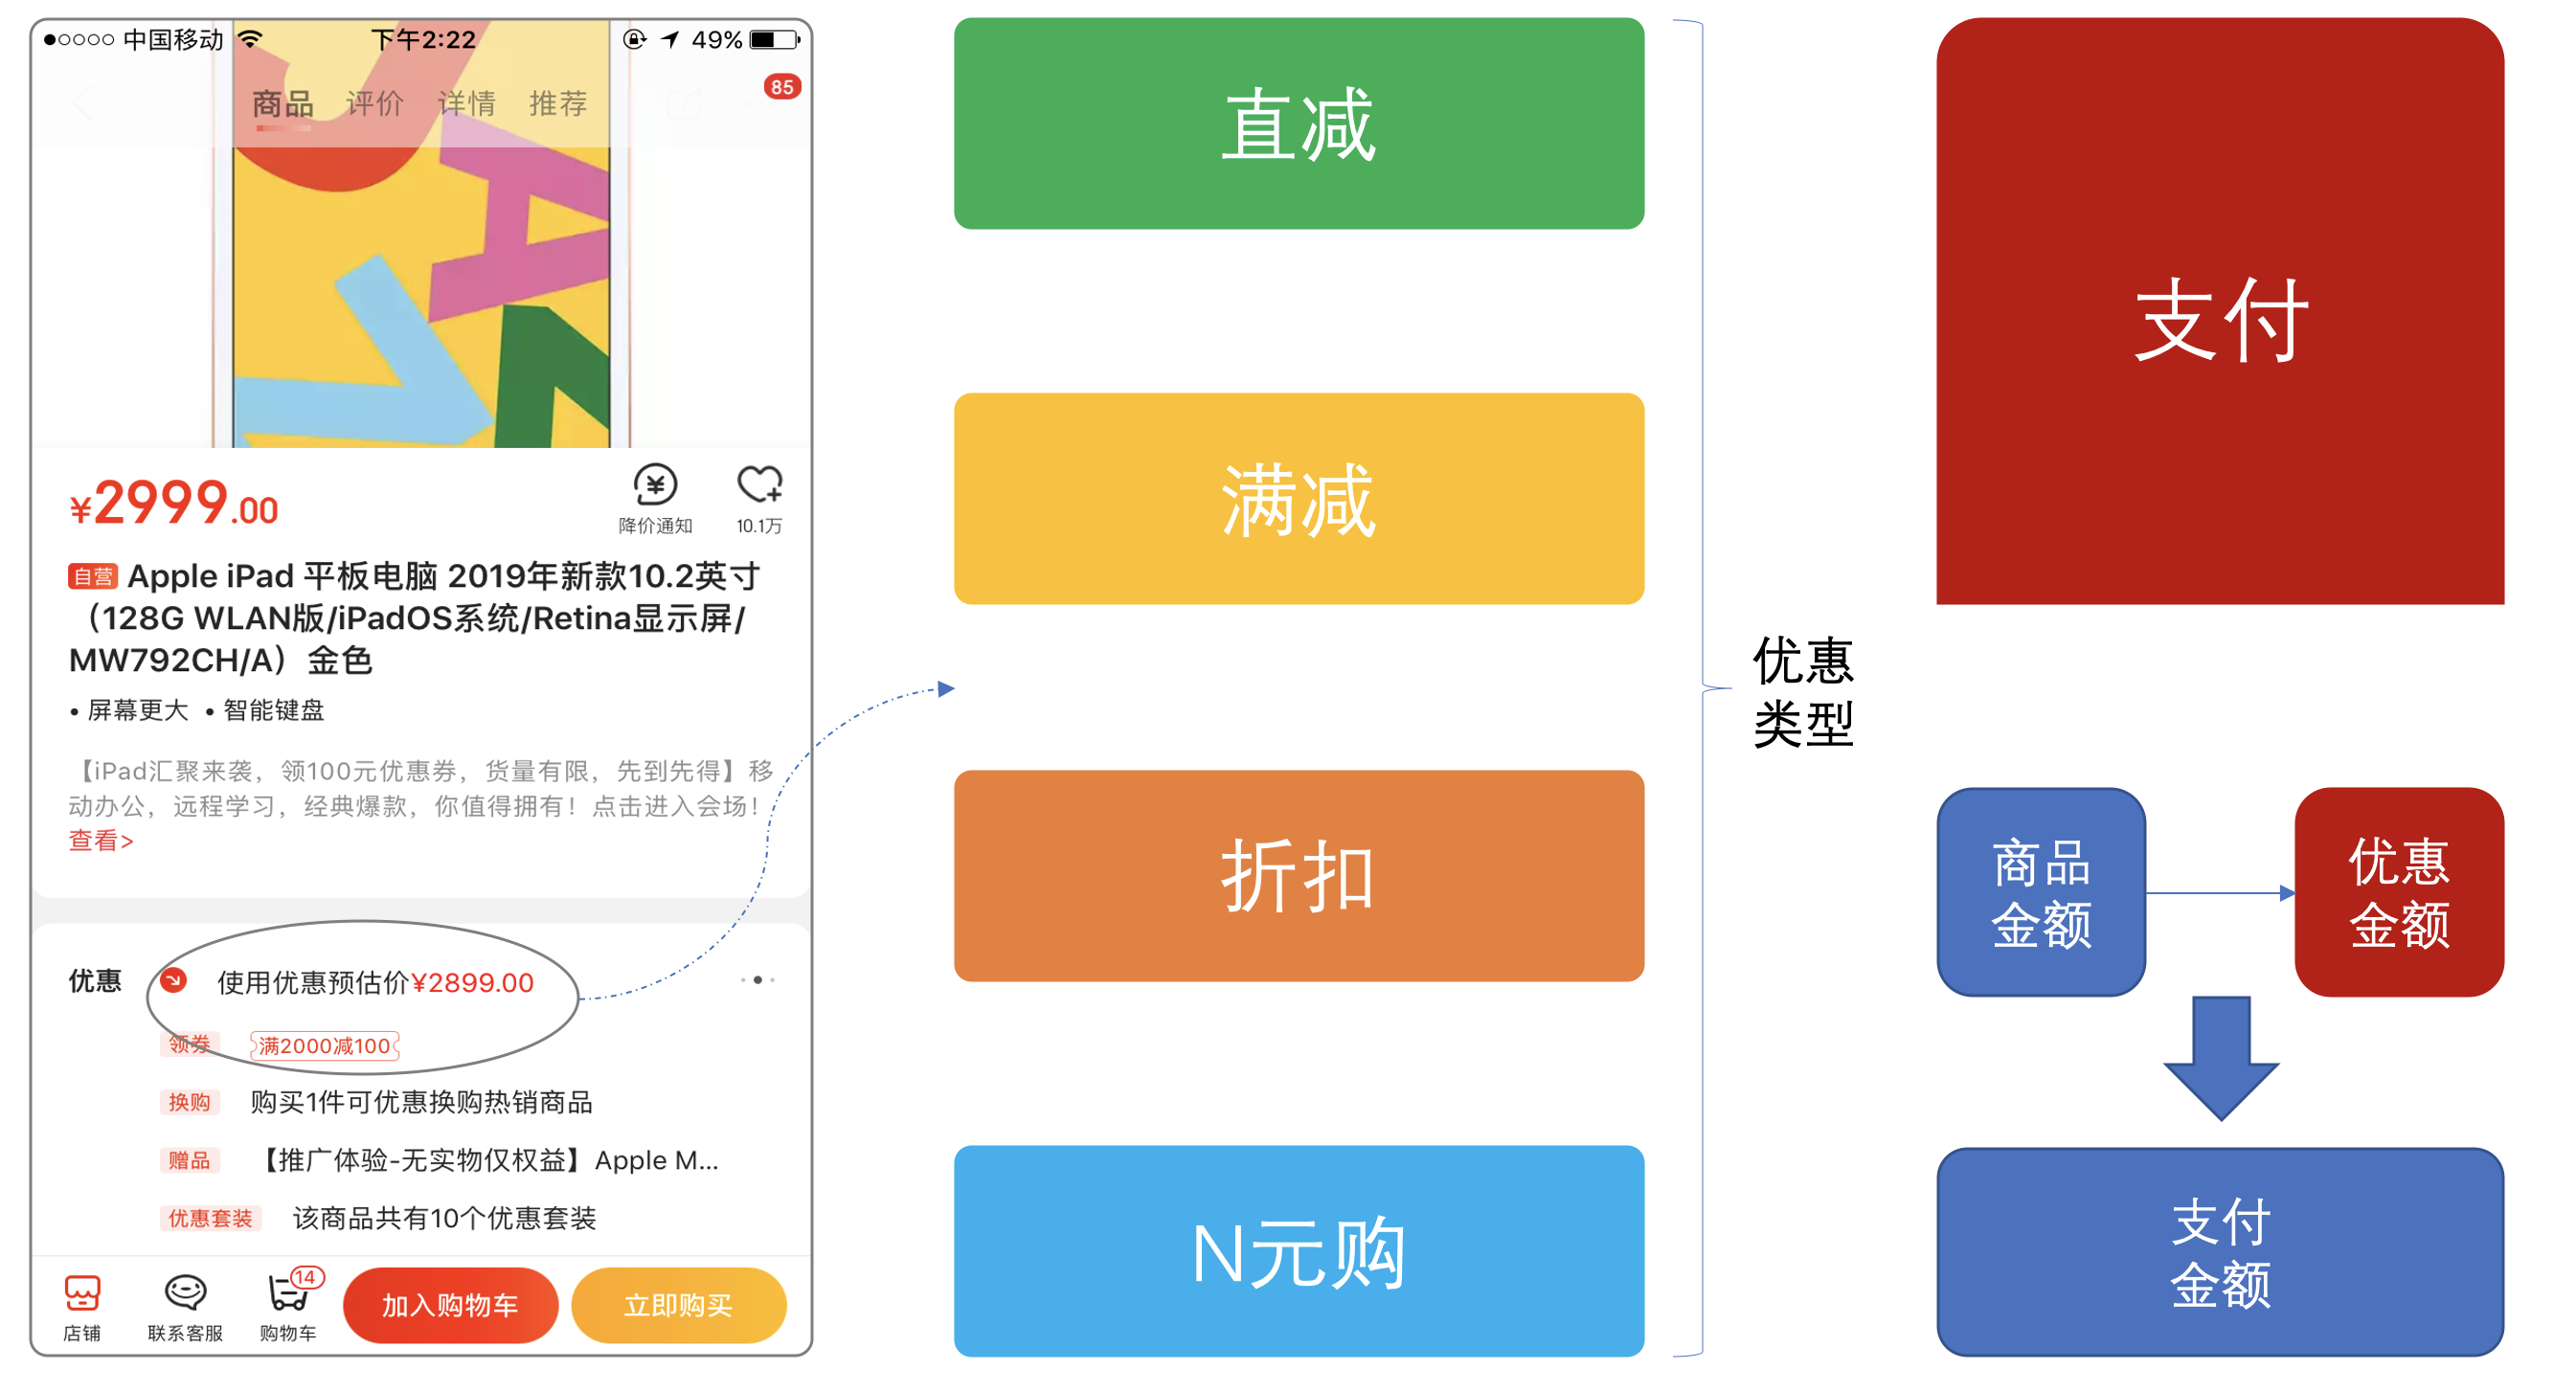 中国移动 下午2:22 49%
85
商品 评价 详情 推荐
¥2999.00
降价通知 10.1万
自营 Apple iPad 平板电脑 2019年新款10.2英寸
（128G WLAN版/iPadOS系统/Retina显示屏/
MW792CH/A）金色
• 屏幕更大 • 智能键盘
【iPad汇聚来袭，领100元优惠券，货量有限，先到先得】移
动办公，远程学习，经典爆款，你值得拥有！点击进入会场！
查看>
优惠 使用优惠预估价¥2899.00
领券 满2000减100
换购 购买1件可优惠换购热销商品
赠品 【推广体验-无实物仅权益】Apple M...
优惠套装 该商品共有10个优惠套装
14
店铺 联系客服 购物车 加入购物车 立即购买
直减
满减
折扣
N元购
优惠
类型
支付
商品
金额
优惠
金额
支付
金额